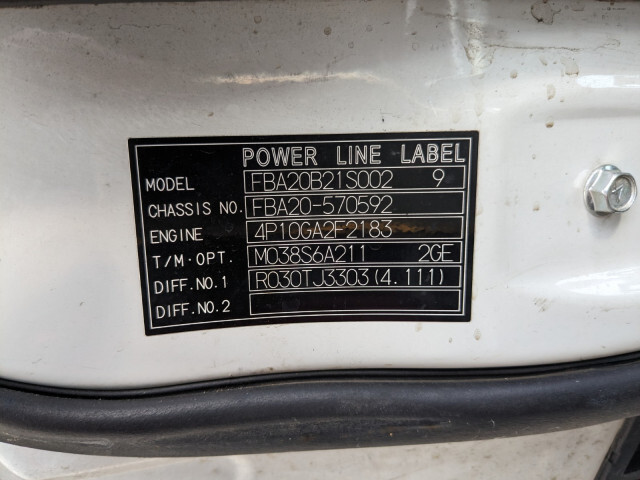 POWER LINE LABEL
MODEL FBA20B21S002 9
CHASSIS NO. FBA20-570592
ENGINE 4P10GA2F2183
T/M·OPT. M038S6A211 2GE
DIFF.NO.1 R030TJ3303(4.111)
DIFF.NO.2